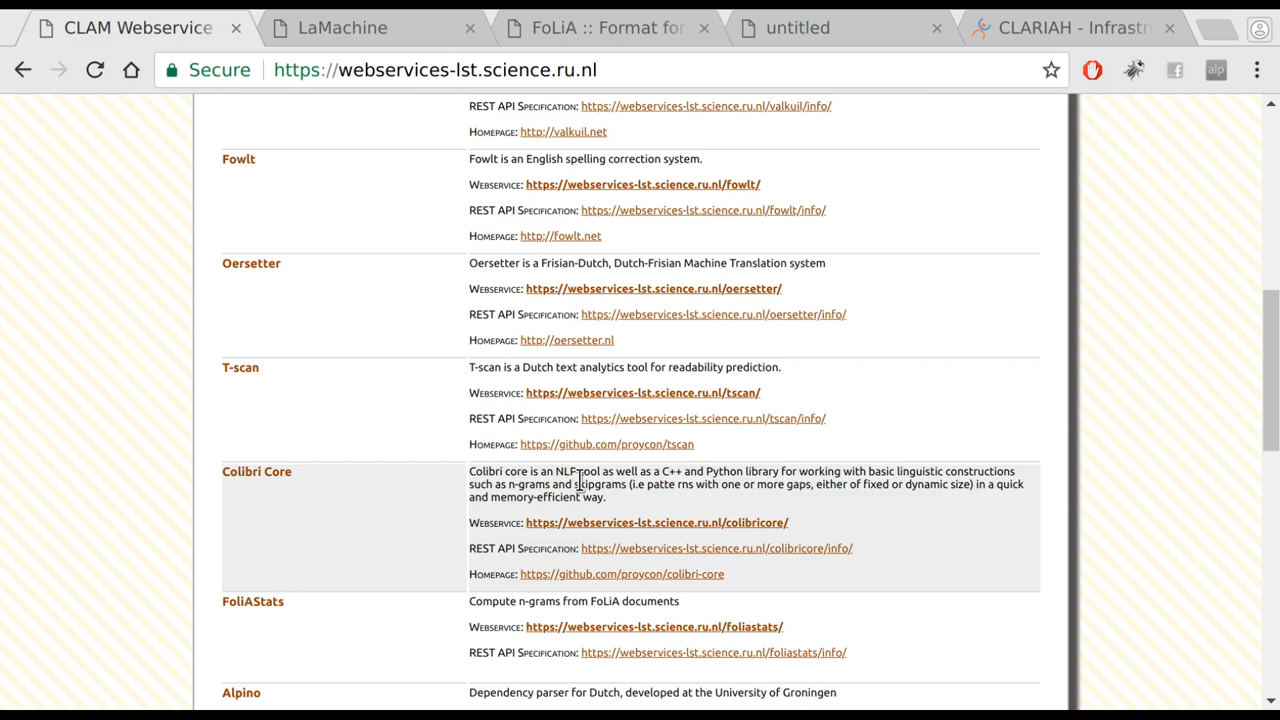 CLAM Webservice
LaMachine
FoLiA :: Format for
untitled
CLARIAH - Infrastr
Secure https://webservices-lst.science.ru.nl
alp
REST API Specification: https://webservices-lst.science.ru.nl/valkuil/info/
Homepage: http://valkuil.net
Fowlt
Fowlt is an English spelling correction system.
Webservice: https://webservices-lst.science.ru.nl/fowlt/
REST API Specification: https://webservices-lst.science.ru.nl/fowlt/info/
Homepage: http://fowlt.net
Oersetter
Oersetter is a Frisian-Dutch, Dutch-Frisian Machine Translation system
Webservice: https://webservices-lst.science.ru.nl/oersetter/
REST API Specification: https://webservices-lst.science.ru.nl/oersetter/info/
Homepage: http://oersetter.nl
T-scan
T-scan is a Dutch text analytics tool for readability prediction.
Webservice: https://webservices-lst.science.ru.nl/tscan/
REST API Specification: https://webservices-lst.science.ru.nl/tscan/info/
Homepage: https://github.com/proycon/tscan
Colibri Core
Colibri core is an NLP tool as well as a C++ and Python library for working with basic linguistic constructions
such as n-grams and skipgrams (i.e patte rns with one or more gaps, either of fixed or dynamic size) in a quick
and memory-efficient way.
Webservice: https://webservices-lst.science.ru.nl/colibricore/
REST API Specification: https://webservices-lst.science.ru.nl/colibricore/info/
Homepage: https://github.com/proycon/colibri-core
FoliAStats
Compute n-grams from FoLiA documents
Webservice: https://webservices-lst.science.ru.nl/foliastats/
REST API Specification: https://webservices-lst.science.ru.nl/foliastats/info/
Alpino
Dependency parser for Dutch, developed at the University of Groningen